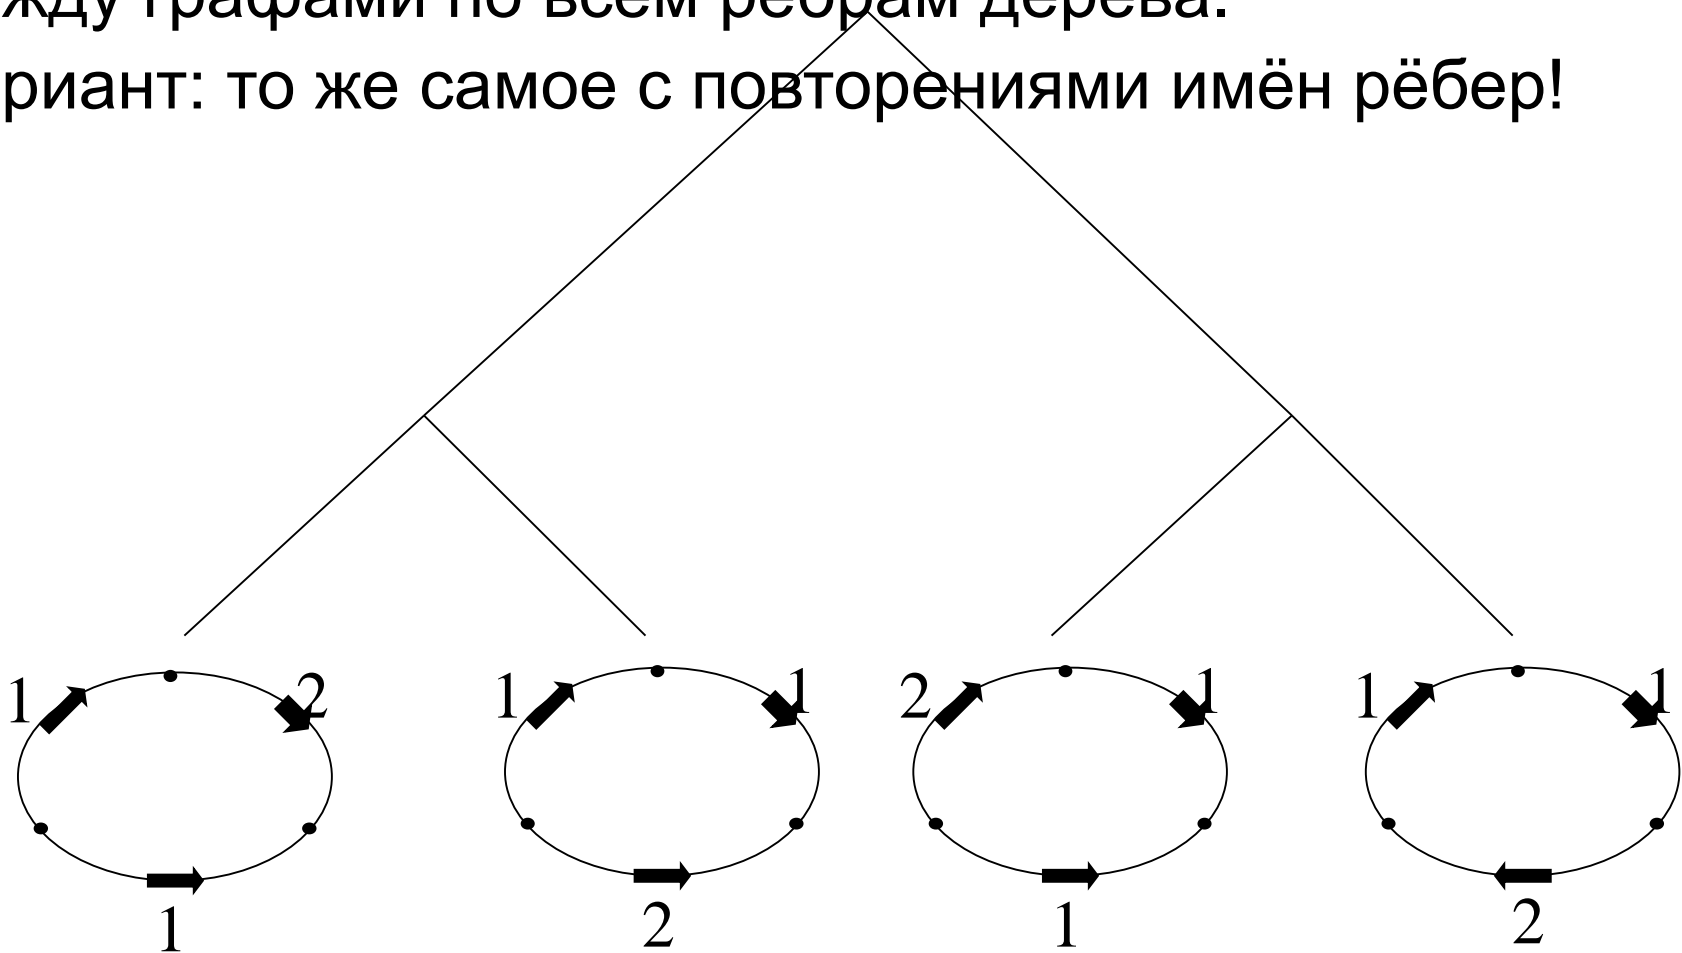 жду графами по всем рёбрам дерева.
риант: то же самое с повторениями имён рёбер!
1 2 1 1 2 1 1 1
1 2 1 2